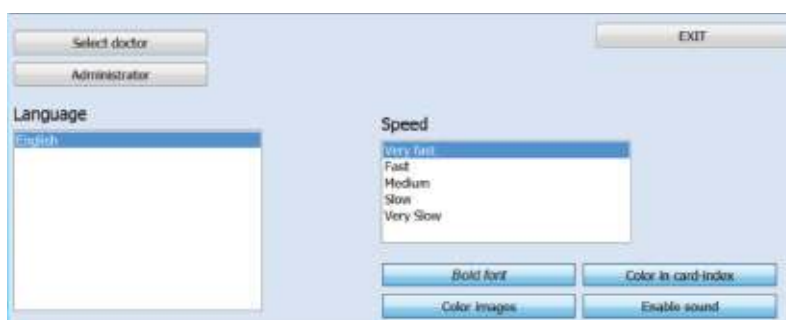 Select doctor
EXIT
Administrator
Language
English
Speed
Very fast
Fast
Medium
Slow
Very Slow
Bold font
Color in card-index
Color images
Enable sound